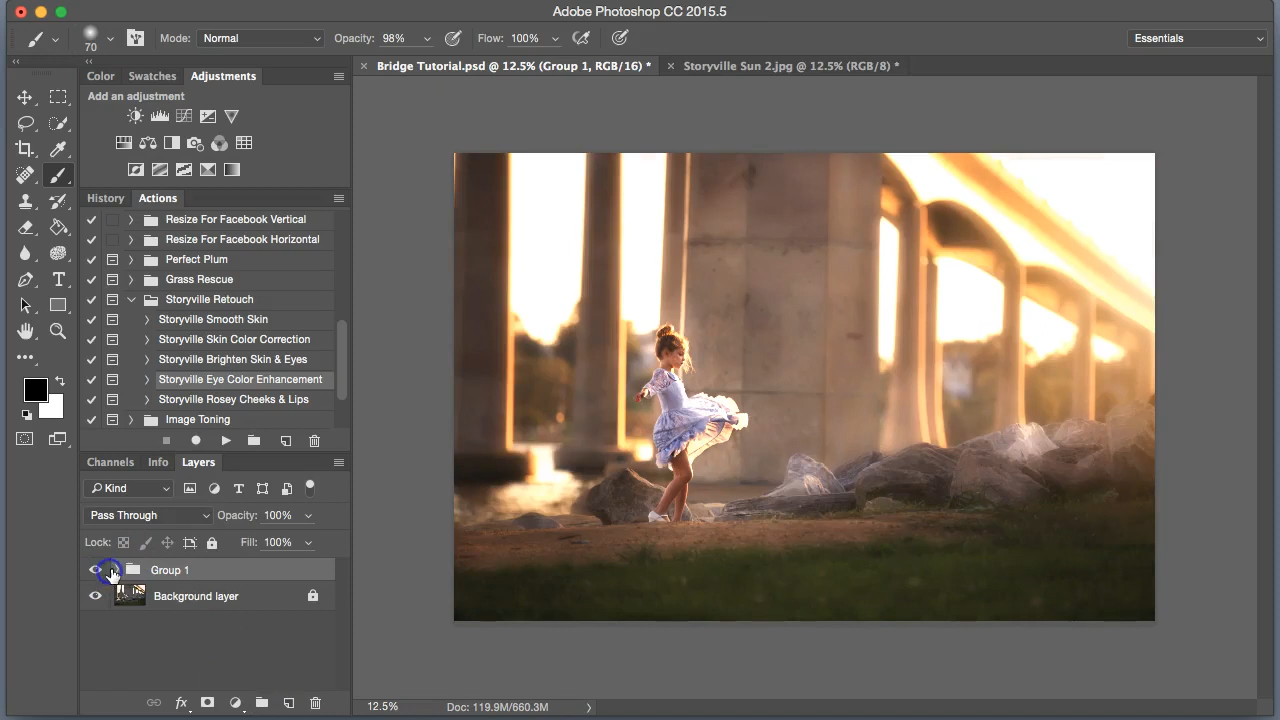 Adobe Photoshop CC 2015.5
70
Mode: Normal
Opacity: 98%
Flow: 100%
Essentials
Color
Swatches
Adjustments
Add an adjustment
History
Actions
Resize For Facebook Vertical
Resize For Facebook Horizontal
Perfect Plum
Grass Rescue
Storyville Retouch
Storyville Smooth Skin
Storyville Skin Color Correction
Storyville Brighten Skin & Eyes
Storyville Eye Color Enhancement
Storyville Rosey Cheeks & Lips
Image Toning
Channels
Info
Layers
Kind
Pass Through
Opacity: 100%
Lock:
Fill: 100%
Group 1
Background layer
Bridge Tutorial.psd @ 12.5% (Group 1, RGB/16) *
Storyville Sun 2.jpg @ 12.5% (RGB/8) *
12.5%
Doc: 119.9M/660.3M